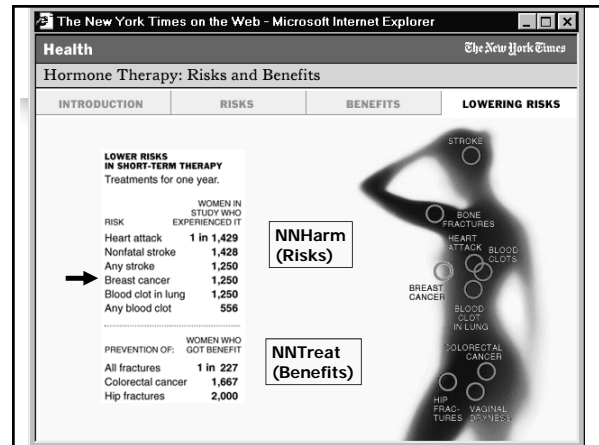 The New York Times on the Web - Microsoft Internet Explorer
Health
The New York Times
Hormone Therapy: Risks and Benefits
INTRODUCTION
RISKS
BENEFITS
LOWERING RISKS
LOWER RISKS
IN SHORT-TERM THERAPY
Treatments for one year.
WOMEN IN
STUDY WHO
RISK EXPERIENCED IT
Heart attack 1 in 1,429
Nonfatal stroke 1,428
Any stroke 1,250
Breast cancer 1,250
Blood clot in lung 1,250
Any blood clot 556
WOMEN WHO
PREVENTION OF: GOT BENEFIT
All fractures 1 in 227
Colorectal cancer 1,667
Hip fractures 2,000
NNHarm
(Risks)
NNTreat
(Benefits)
STROKE
BONE
FRACTURES
HEART
ATTACK
BLOOD
CLOTS
BREAST
CANCER
BLOOD
CLOT
IN LUNG
COLORECTAL
CANCER
HIP
FRAC-
TURES
VAGINAL
DRYNESS